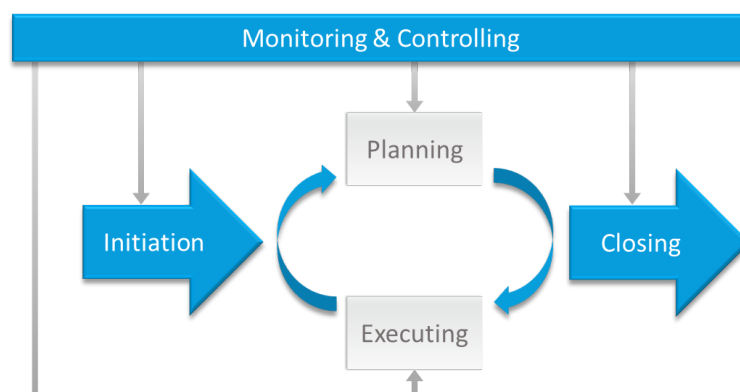 Monitoring & Controlling
Planning
Initiation
Closing
Executing